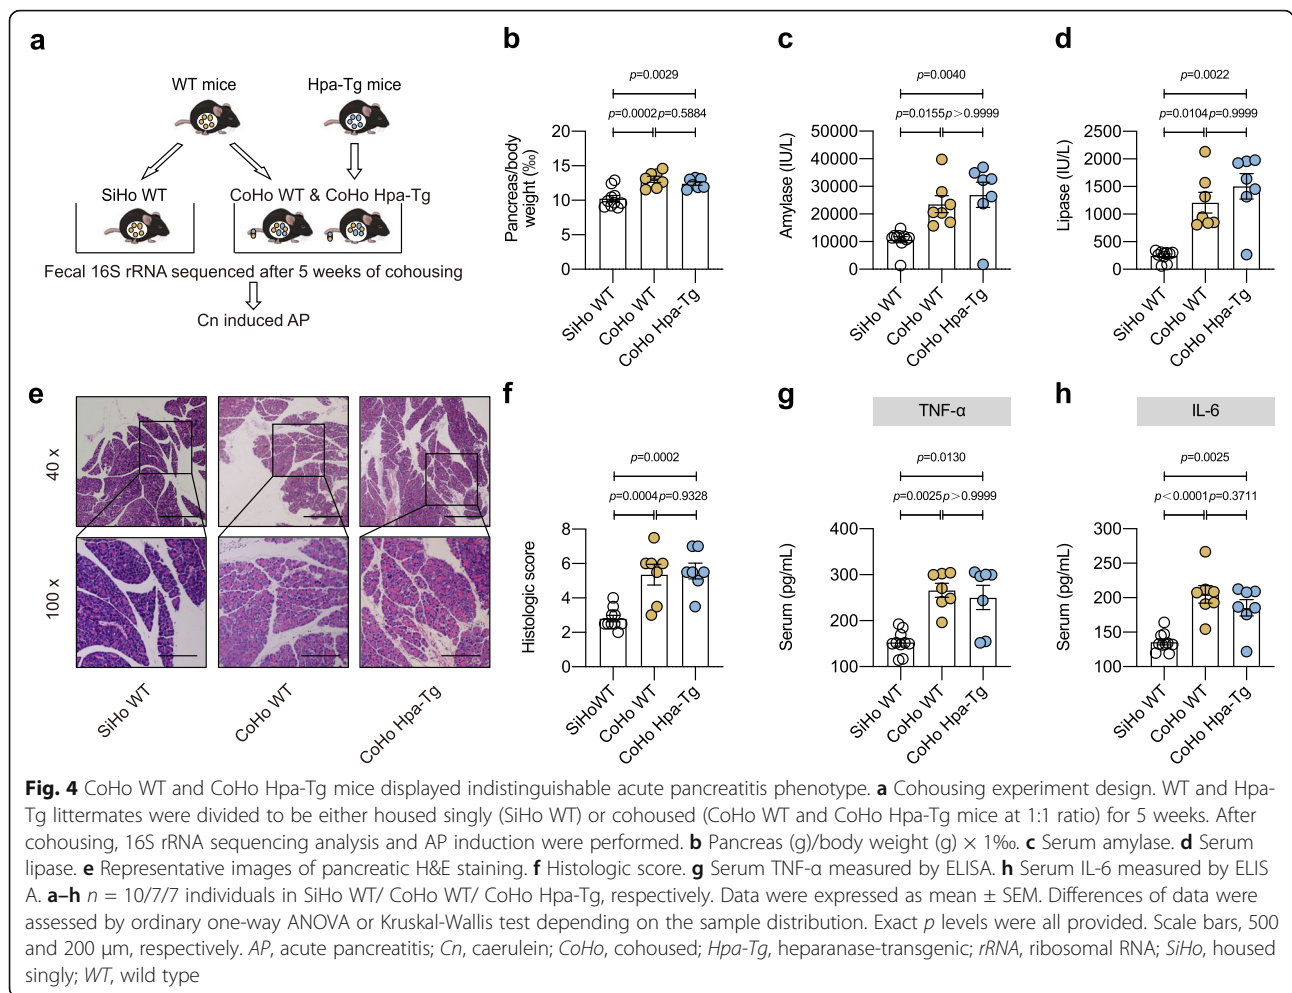 a
WT mice
Hpa-Tg mice
SiHo WT
CoHo WT & CoHo Hpa-Tg
Fecal 16S rRNA sequenced after 5 weeks of cohousing
Cn induced AP
b
p=0.0029
p=0.0002 p=0.5884
Pancreas/body
weight (‰)
20
15
10
5
0
SiHo WT
CoHo WT
CoHo Hpa-Tg
c
p=0.0040
p=0.0155 p>0.9999
Amylase (IU/L)
50000
40000
30000
20000
10000
0
SiHo WT
CoHo WT
CoHo Hpa-Tg
d
p=0.0022
p=0.0104 p=0.9999
Lipase (IU/L)
2500
2000
1500
1000
500
0
SiHo WT
CoHo WT
CoHo Hpa-Tg
e
40 x
100 x
SiHo WT
CoHo WT
CoHo Hpa-Tg
f
p=0.0002
p=0.0004 p=0.9328
Histologic score
8
6
4
2
0
SiHoWT
CoHo WT
CoHo Hpa-Tg
g
TNF-α
p=0.0130
p=0.0025 p>0.9999
Serum (pg/mL)
400
300
200
100
SiHo WT
CoHo WT
CoHo Hpa-Tg
h
IL-6
p=0.0025
p<0.0001 p=0.3711
Serum (pg/mL)
300
250
200
150
100
SiHo WT
CoHo WT
CoHo Hpa-Tg
Fig. 4 CoHo WT and CoHo Hpa-Tg mice displayed indistinguishable acute pancreatitis phenotype. a Cohousing experiment design. WT and Hpa-
Tg littermates were divided to be either housed singly (SiHo WT) or cohoused (CoHo WT and CoHo Hpa-Tg mice at 1:1 ratio) for 5 weeks. After
cohousing, 16S rRNA sequencing analysis and AP induction were performed. b Pancreas (g)/body weight (g) × 1‰. c Serum amylase. d Serum
lipase. e Representative images of pancreatic H&E staining. f Histologic score. g Serum TNF-α measured by ELISA. h Serum IL-6 measured by ELIS
A. a–h n = 10/7/7 individuals in SiHo WT/ CoHo WT/ CoHo Hpa-Tg, respectively. Data were expressed as mean ± SEM. Differences of data were
assessed by ordinary one-way ANOVA or Kruskal-Wallis test depending on the sample distribution. Exact p levels were all provided. Scale bars, 500
and 200 μm, respectively. AP, acute pancreatitis; Cn, caerulein; CoHo, cohoused; Hpa-Tg, heparanase-transgenic; rRNA, ribosomal RNA; SiHo, housed
singly; WT, wild type